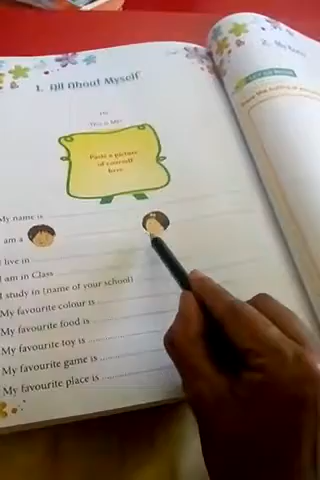 1. All About Myself
Hi!
This is Me!
Paste a picture
of yourself
here
My name is
I am a
I live in
I am in Class
I study in (name of your school)
My favourite colour is
My favourite food is
My favourite toy is
My favourite game is
My favourite place is
2. My